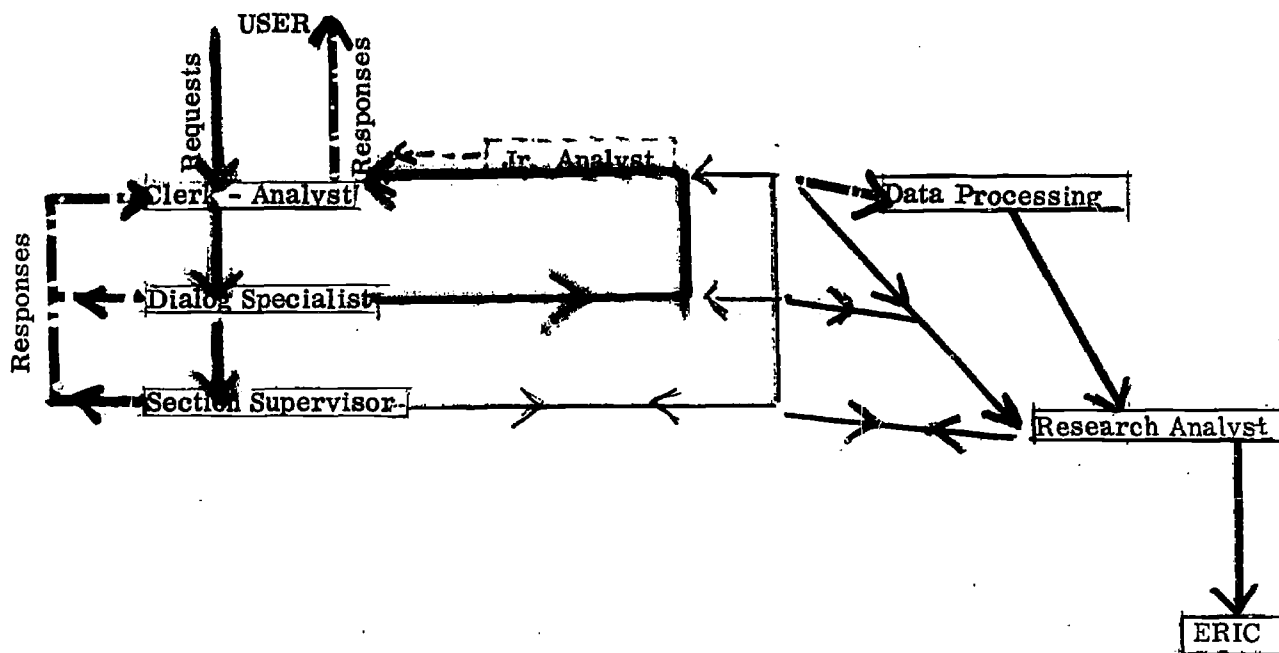 USER
Requests
Responses
Jr. Analyst
Clerk - Analyst
Data Processing
Responses
Dialog Specialist
Section Supervisor
Research Analyst
ERIC